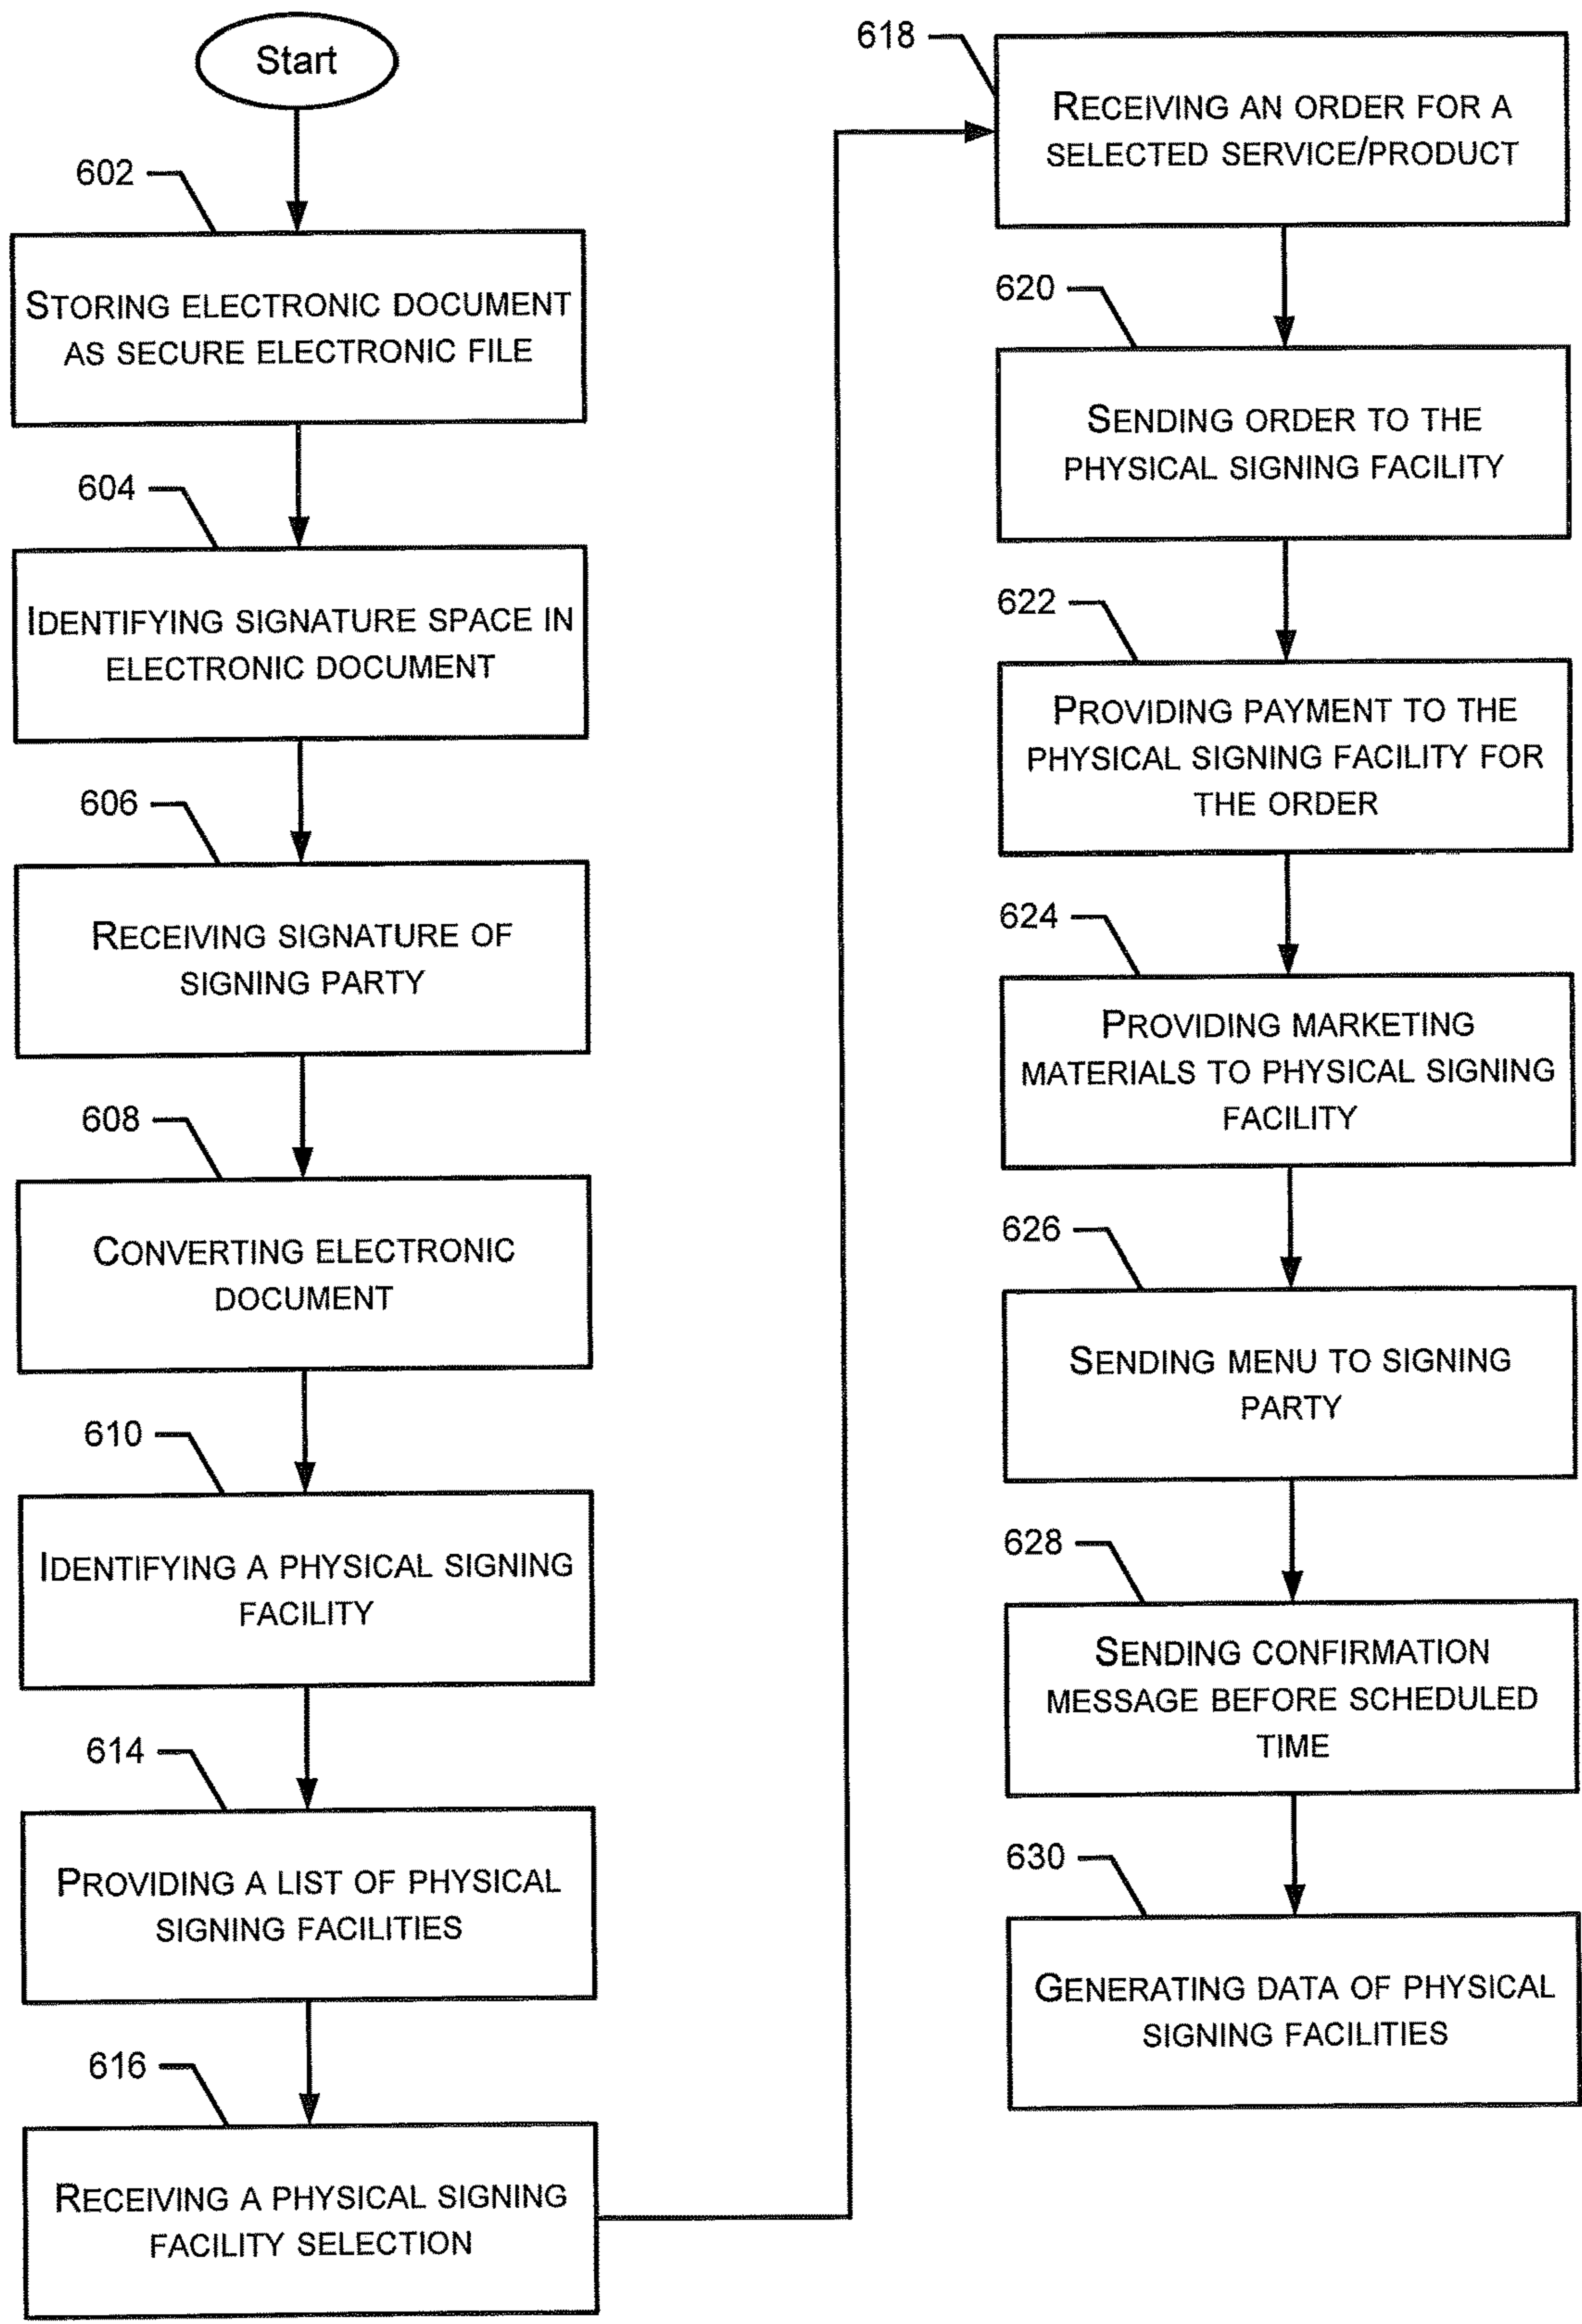 Start
602
STORING ELECTRONIC DOCUMENT
AS SECURE ELECTRONIC FILE
604
IDENTIFYING SIGNATURE SPACE IN
ELECTRONIC DOCUMENT
606
RECEIVING SIGNATURE OF
SIGNING PARTY
608
CONVERTING ELECTRONIC
DOCUMENT
610
IDENTIFYING A PHYSICAL SIGNING
FACILITY
614
PROVIDING A LIST OF PHYSICAL
SIGNING FACILITIES
616
RECEIVING A PHYSICAL SIGNING
FACILITY SELECTION
618
RECEIVING AN ORDER FOR A
SELECTED SERVICE/PRODUCT
620
SENDING ORDER TO THE
PHYSICAL SIGNING FACILITY
622
PROVIDING PAYMENT TO THE
PHYSICAL SIGNING FACILITY FOR
THE ORDER
624
PROVIDING MARKETING
MATERIALS TO PHYSICAL SIGNING
FACILITY
626
SENDING MENU TO SIGNING
PARTY
628
SENDING CONFIRMATION
MESSAGE BEFORE SCHEDULED
TIME
630
GENERATING DATA OF PHYSICAL
SIGNING FACILITIES